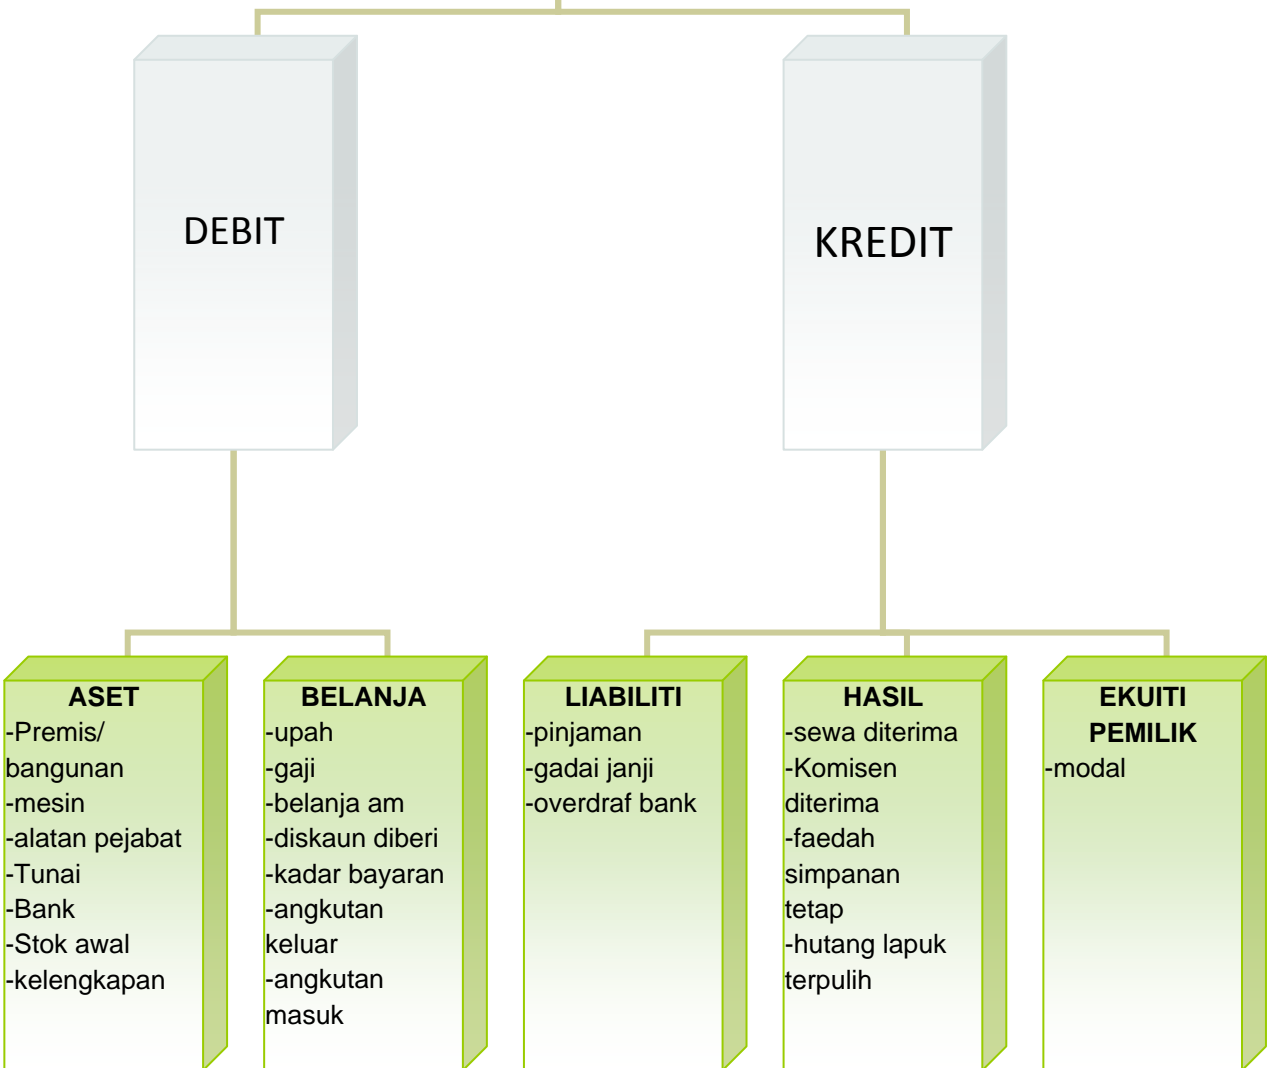 DEBIT
KREDIT
ASET
-Premis/
bangunan
-mesin
-alatan pejabat
-Tunai
-Bank
-Stok awal
-kelengkapan
BELANJA
-upah
-gaji
-belanja am
-diskaun diberi
-kadar bayaran
-angkutan
keluar
-angkutan
masuk
LIABILITI
-pinjaman
-gadai janji
-overdraf bank
HASIL
-sewa diterima
-Komisen
diterima
-faedah
simpanan
tetap
-hutang lapuk
terpulih
EKUITI
PEMILIK
-modal